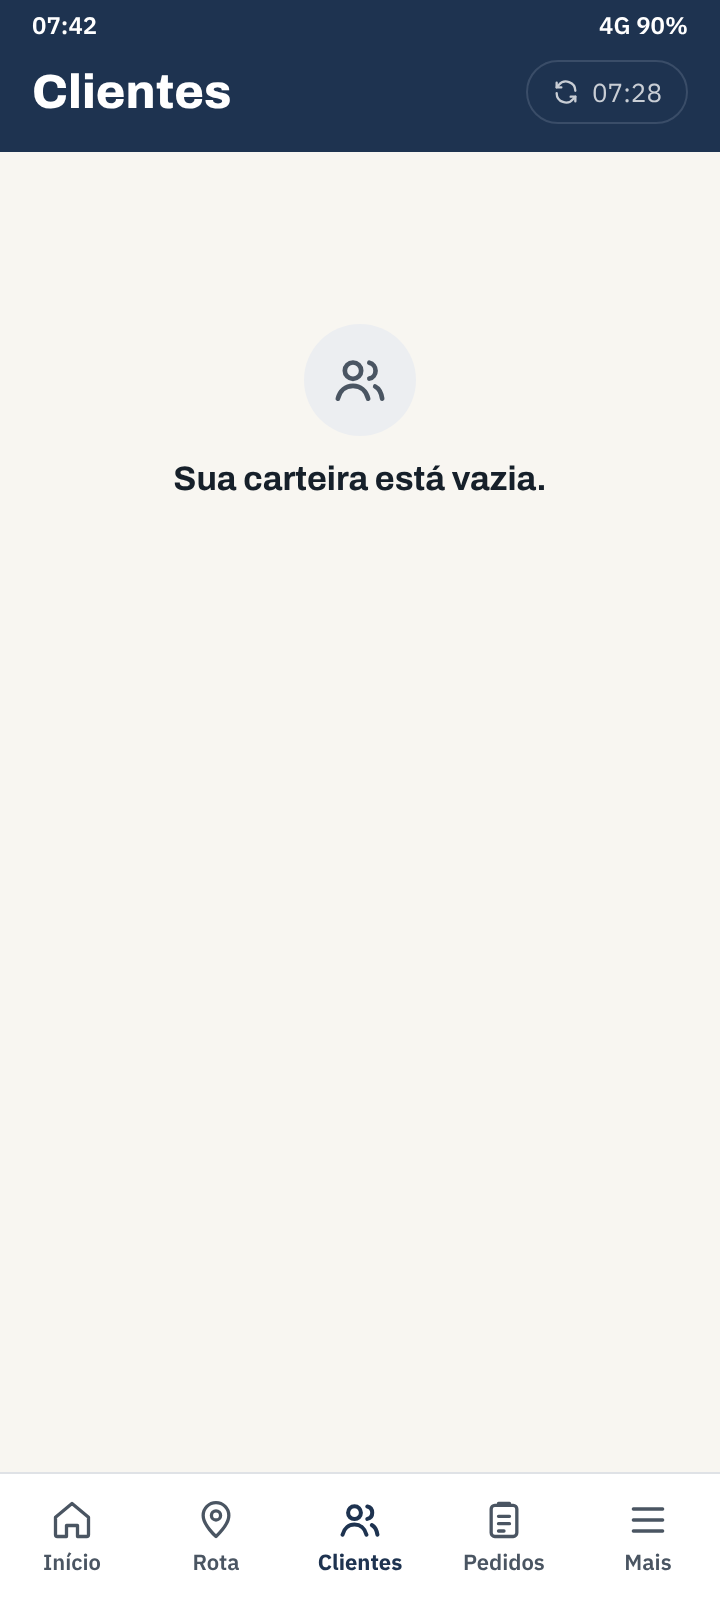 07:42
4G 90%
Clientes
07:28
Sua carteira está vazia.
Início
Rota
Clientes
Pedidos
Mais